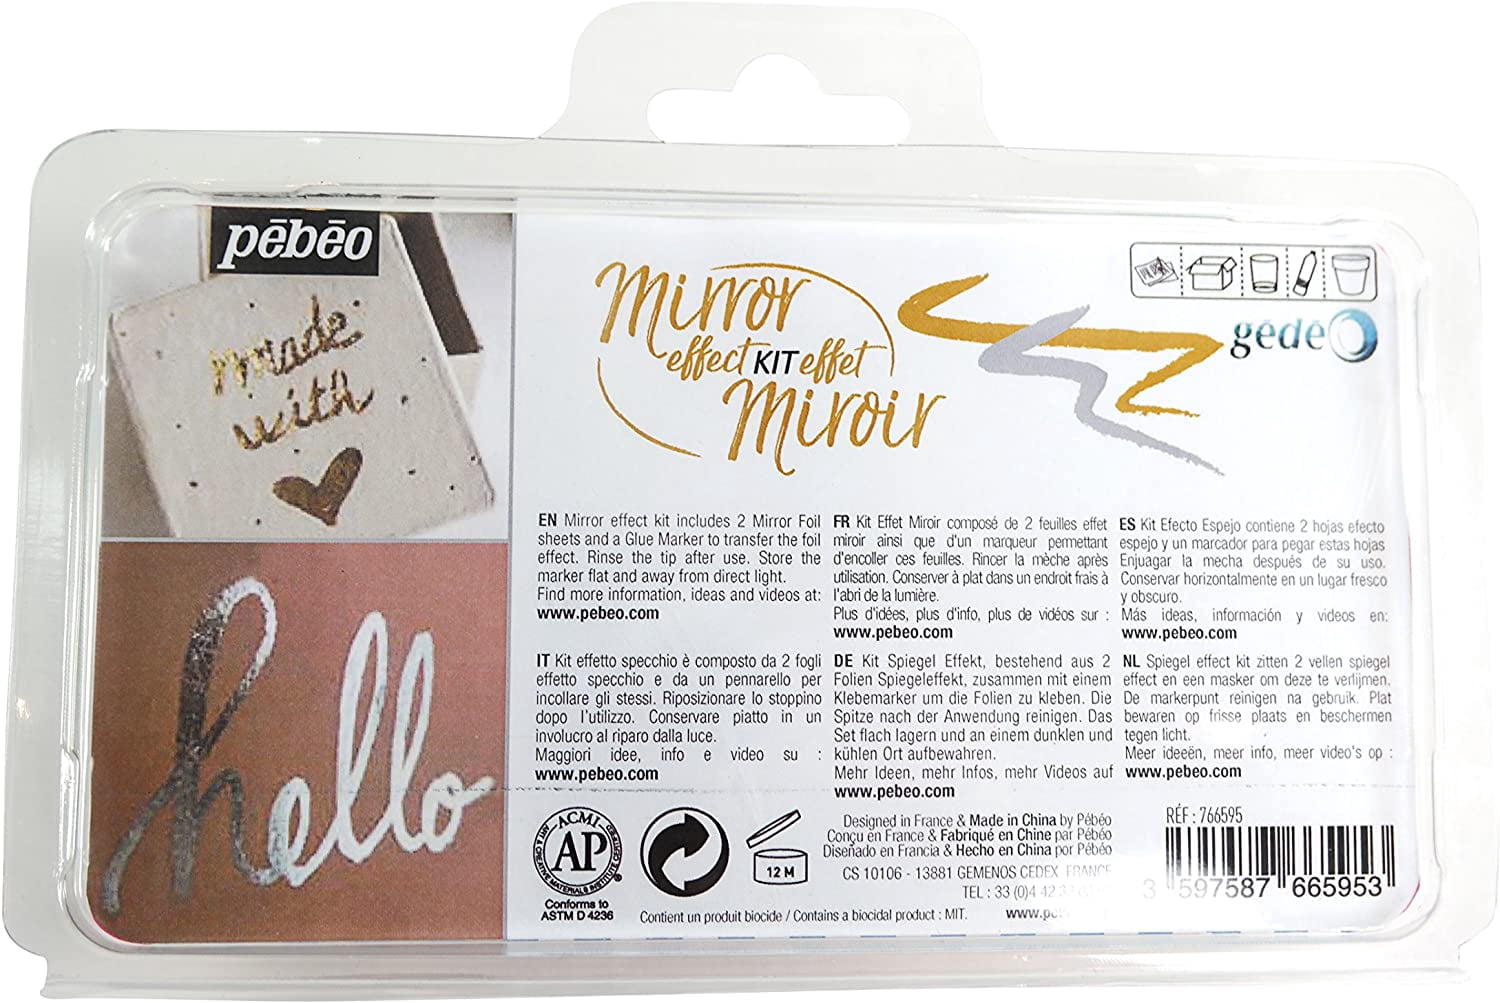 pēbēo
made
with
Mirror
effect KIT effet
Miroir
gēdēo
EN Mirror effect kit includes 2 Mirror Foil
sheets and a Glue Marker to transfer the foil
effect. Rinse the tip after use. Store the
marker flat and away from direct light.
Find more information, ideas and videos at:
www.pebeo.com
FR Kit Effet Miroir composé de 2 feuilles effet
miroir ainsi que d'un marqueur permettant
d'encoller ces feuilles. Rincer la mèche après
utilisation. Conserver à plat dans un endroit frais à
l'abri de la lumière.
Plus d'idées, plus d'info, plus de vidéos sur :
www.pebeo.com
ES Kit Efecto Espejo contiene 2 hojas efecto
espejo y un marcador para pegar estas hojas
Enjuagar la mecha después de su uso.
Conservar horizontalmente en un lugar fresco
y obscuro.
Más ideas, información y videos en:
www.pebeo.com
IT Kit effetto specchio è composto da 2 fogli
effetto specchio e da un pennarello per
incollare gli stessi. Riposizionare lo stoppino
dopo l'utilizzo. Conservare piatto in un
involucro al riparo dalla luce.
Maggiori idee, info e video su :
www.pebeo.com
DE Kit Spiegel Effekt, bestehend aus 2
Folien Spiegeleffekt, zusammen mit einem
Klebemarker um die Folien zu kleben. Die
Spitze nach der Anwendung reinigen. Das
Set flach lagern und an einem dunklen und
kühlen Ort aufbewahren.
Mehr Ideen, mehr Infos, mehr Videos auf
www.pebeo.com
NL Spiegel effect kit zitten 2 vellen spiegel
effect en een masker om deze te verlijmen.
De markerpunt reinigen na gebruik. Plat
bewaren op frisse plaats en beschermen
tegen licht.
Meer ideeën, meer info, meer video's op :
www.pebeo.com
hello
ACMI
AP
ART & CREATIVE MATERIALS INSTITUTE CERTIFIED
Conforms to
ASTM D 4236
12 M
Designed in France & Made in China by Pébéo
Conçu en France & Fabriqué en Chine par Pébéo
Diseñado en Francia & Hecho en China por Pébéo
CS 10106 - 13881 GEMENOS CEDEX FRANCE
TEL : 33 (0)4 42
Contient un produit biocide / Contains a biocidal product : MIT.
RÉF : 766595
3 597587 665953